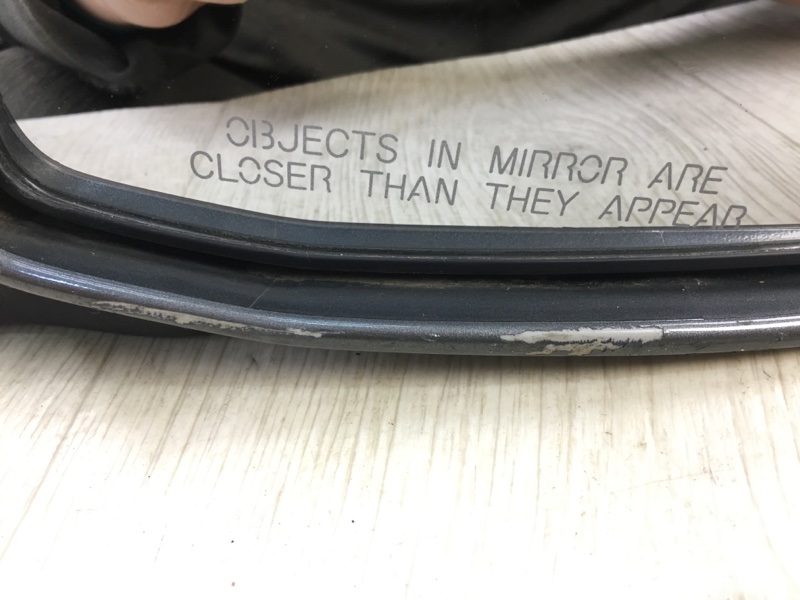 OBJECTS IN MIRROR ARE
CLOSER THAN THEY APPEAR